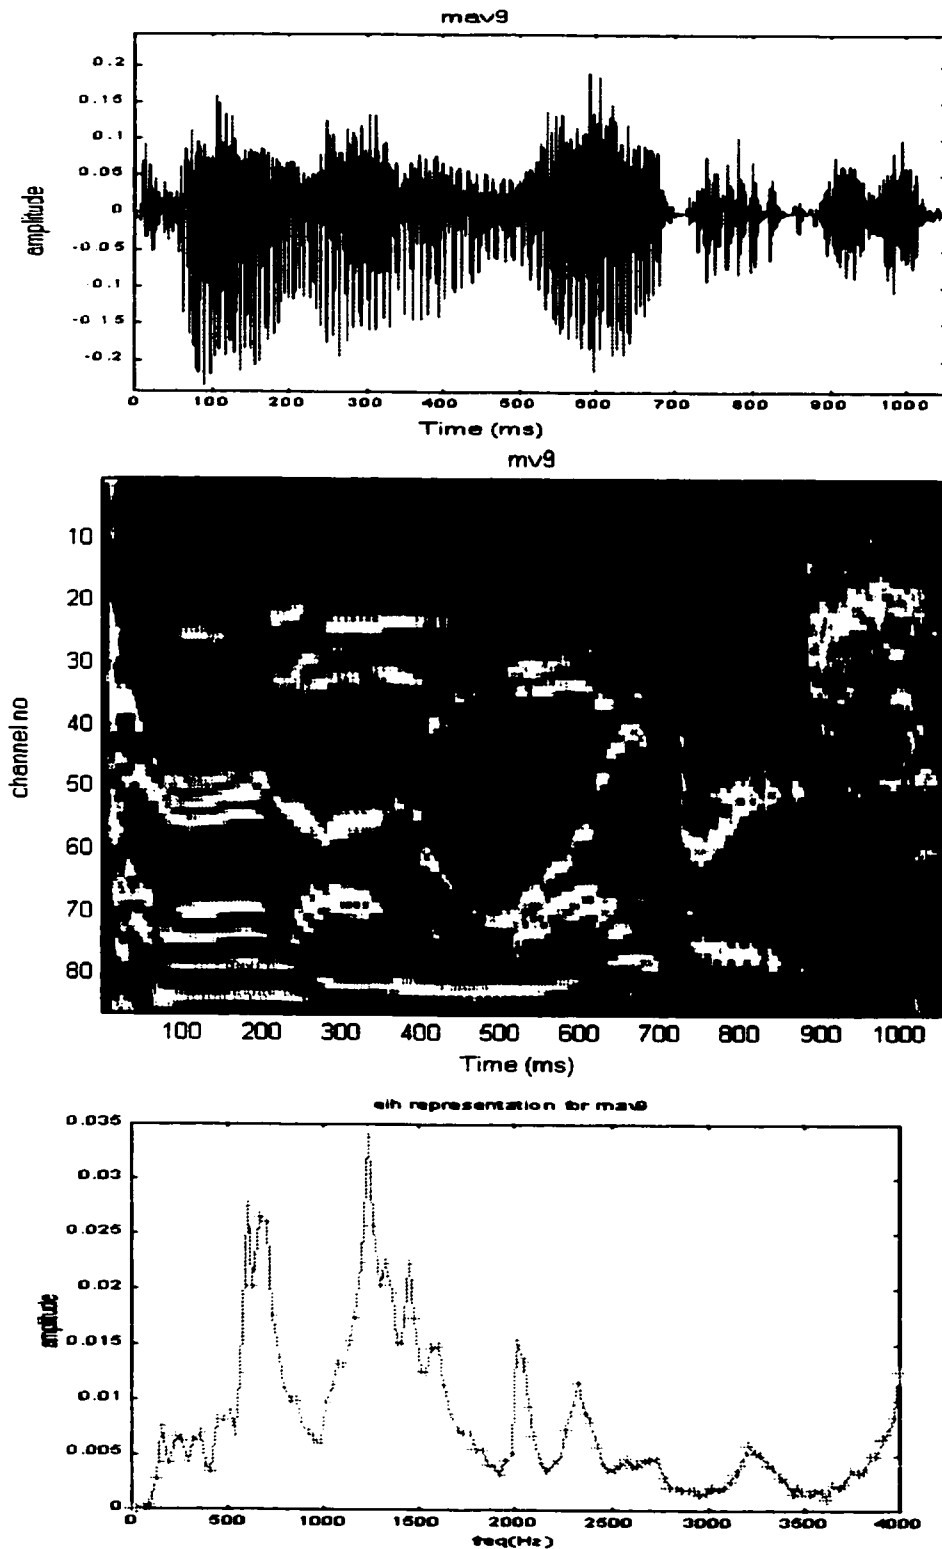 mav9
0.2
0.15
0.1
0.05
0
-0.05
-0.1
-0.15
-0.2
amplitude
0 100 200 300 400 500 600 700 800 900 1000
Time (ms)
mv9
10
20
30
40
50
60
70
80
channel no
100 200 300 400 500 600 700 800 900 1000
Time (ms)
eih representation for mav9
0.035
0.03
0.025
0.02
0.015
0.01
0.005
0
amplitude
0 500 1000 1500 2000 2500 3000 3500 4000
freq(Hz)